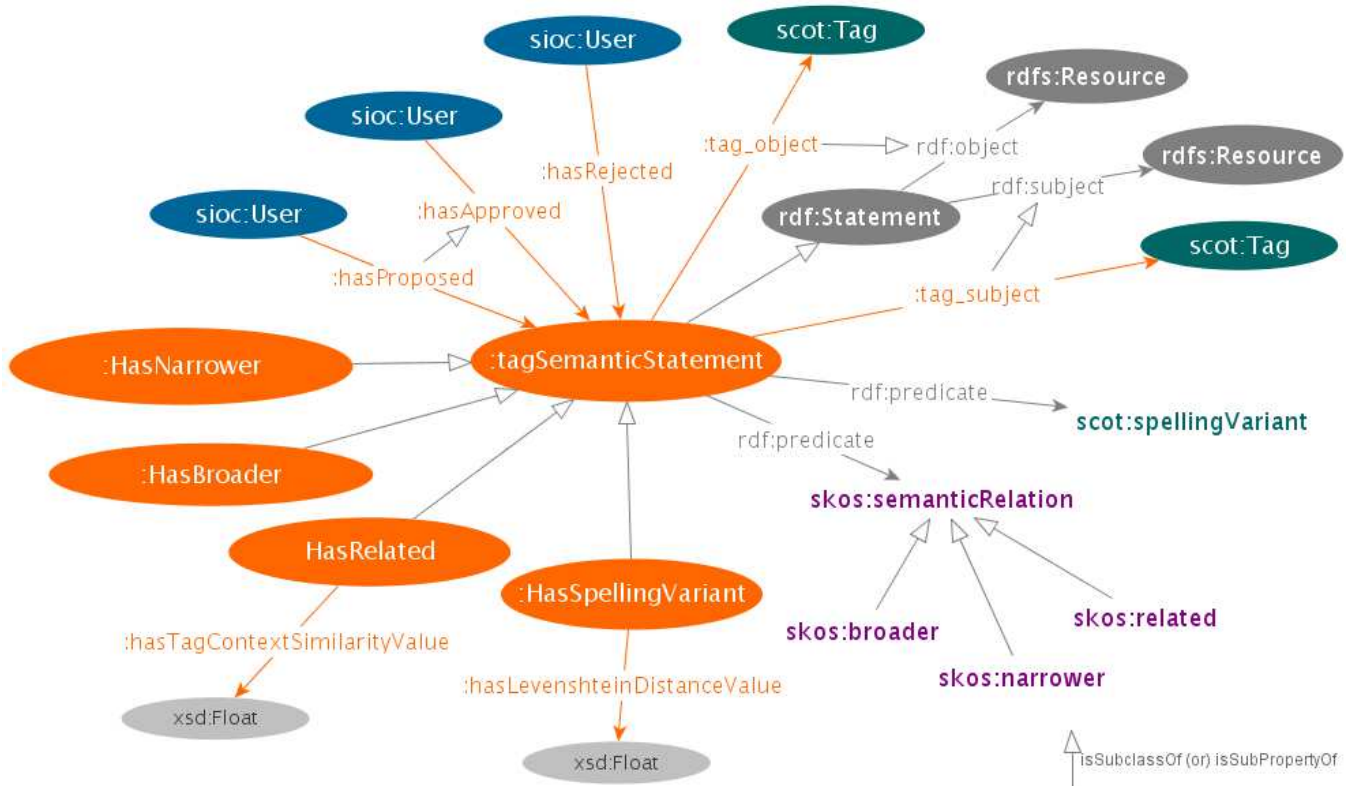 sioc:User
scot:Tag
rdfs:Resource
sioc:User
:tag_object
rdf:object
rdfs:Resource
:hasRejected
rdf:subject
sioc:User
:hasApproved
rdf:Statement
scot:Tag
:hasProposed
:tag_subject
:HasNarrower
:tagSemanticStatement
rdf:predicate
scot:spellingVariant
rdf:predicate
:HasBroader
skos:semanticRelation
HasRelated
:HasSpellingVariant
skos:related
skos:broader
:hasTagContextSimilarityValue
skos:narrower
:hasLevenshteinDistanceValue
xsd:Float
xsd:Float
isSubclassOf (or) isSubPropertyOf